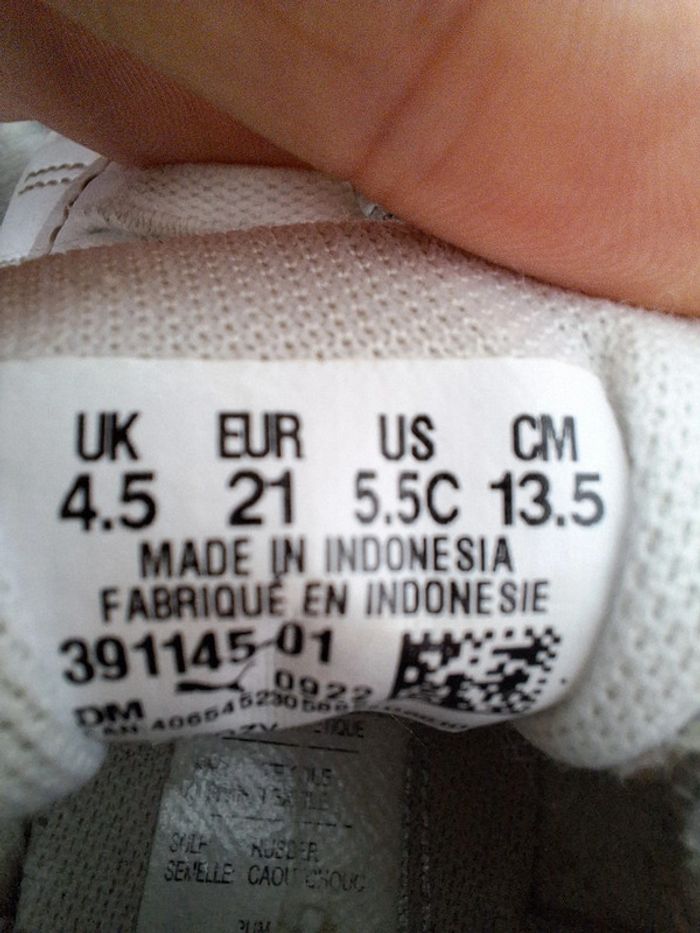 UK EUR US CM
4.5 21 5.5C 13.5
MADE IN INDONESIA
FABRIQUÉ EN INDONESIE
391145 01
0922
DM
SOLE RUBBER
SEMELLE CAOUTCHOUC